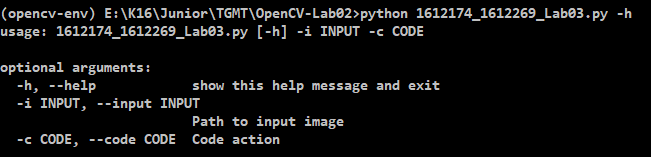 (opencv-env) E:\K16\Junior\TGMT\OpenCV-Lab02>python 1612174_1612269_Lab03.py -h
usage: 1612174_1612269_Lab03.py [-h] -i INPUT -c CODE

optional arguments:
  -h, --help            show this help message and exit
  -i INPUT, --input INPUT
                        Path to input image
  -c CODE, --code CODE  Code action